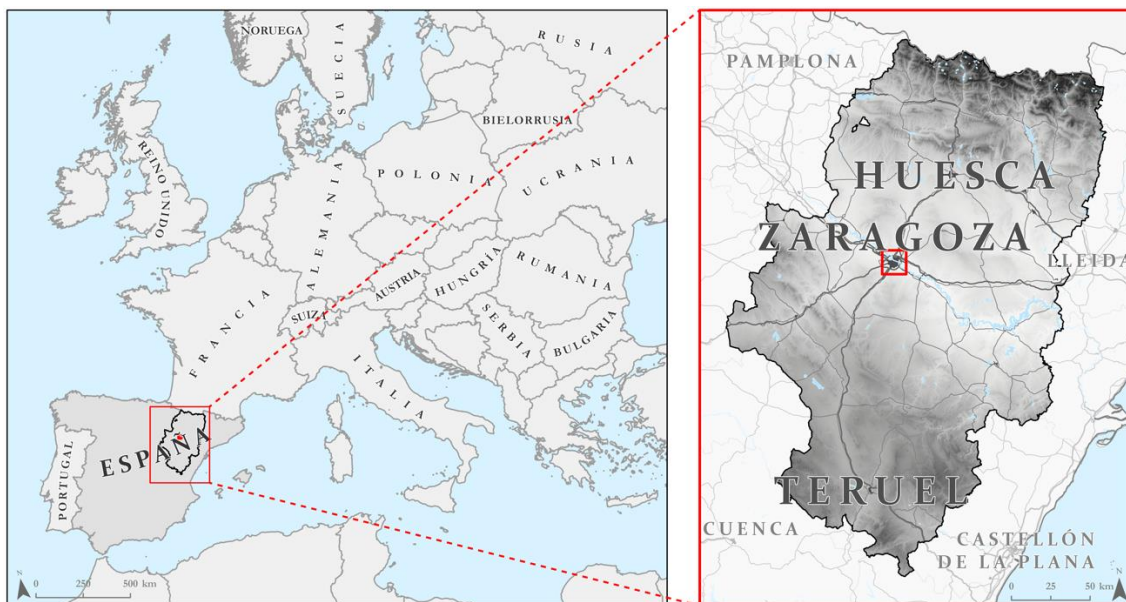 NORUEGA
SUECIA
RUSIA
BIELORRUSIA
REINO UNIDO
POLONIA
UCRANIA
ALEMANIA
FRANCIA
SUIZA
AUSTRIA
HUNGRÍA
RUMANIA
SERBIA
BULGARIA
ITALIA
ESPAÑA
PORTUGAL
N
0 250 500 km
PAMPLONA
HUESCA
ZARAGOZA
LLEIDA
TERUEL
CUENCA
CASTELLÓN
DE LA PLANA
N
0 25 50 km